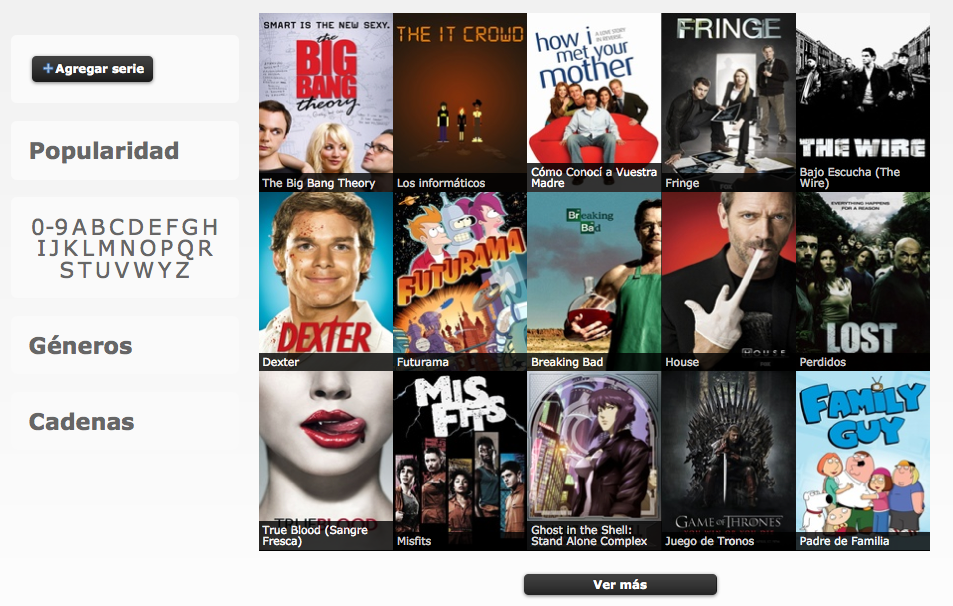 +Agregar serie
Popularidad
0-9 A B C D E F G H
I J K L M N O P Q R
S T U V W Y Z
Géneros
Cadenas
SMART IS THE NEW SEXY.
the
BIG
BANG
theory
The Big Bang Theory
THE IT CROWD
Los informáticos
A LOVE STORY
IN REVERSE
how i
met your
mother
Cómo Conocí a Vuestra
Madre
FRINGE
FOX
Fringe
THE WIRE
Bajo Escucha (The
Wire)
DEXTER
Dexter
FUTURAMA
Futurama
Breaking
Bad
Breaking Bad
HOUSE
House
EVERYTHING HAPPENS
FOR A REASON
LOST
Perdidos
TRUEBLOOD
True Blood (Sangre
Fresca)
MIS
FITS
Misfits
Ghost in the Shell:
Stand Alone Complex
GAME OF THRONES
Juego de Tronos
FAMILY
GUY
Padre de Familia
Ver más